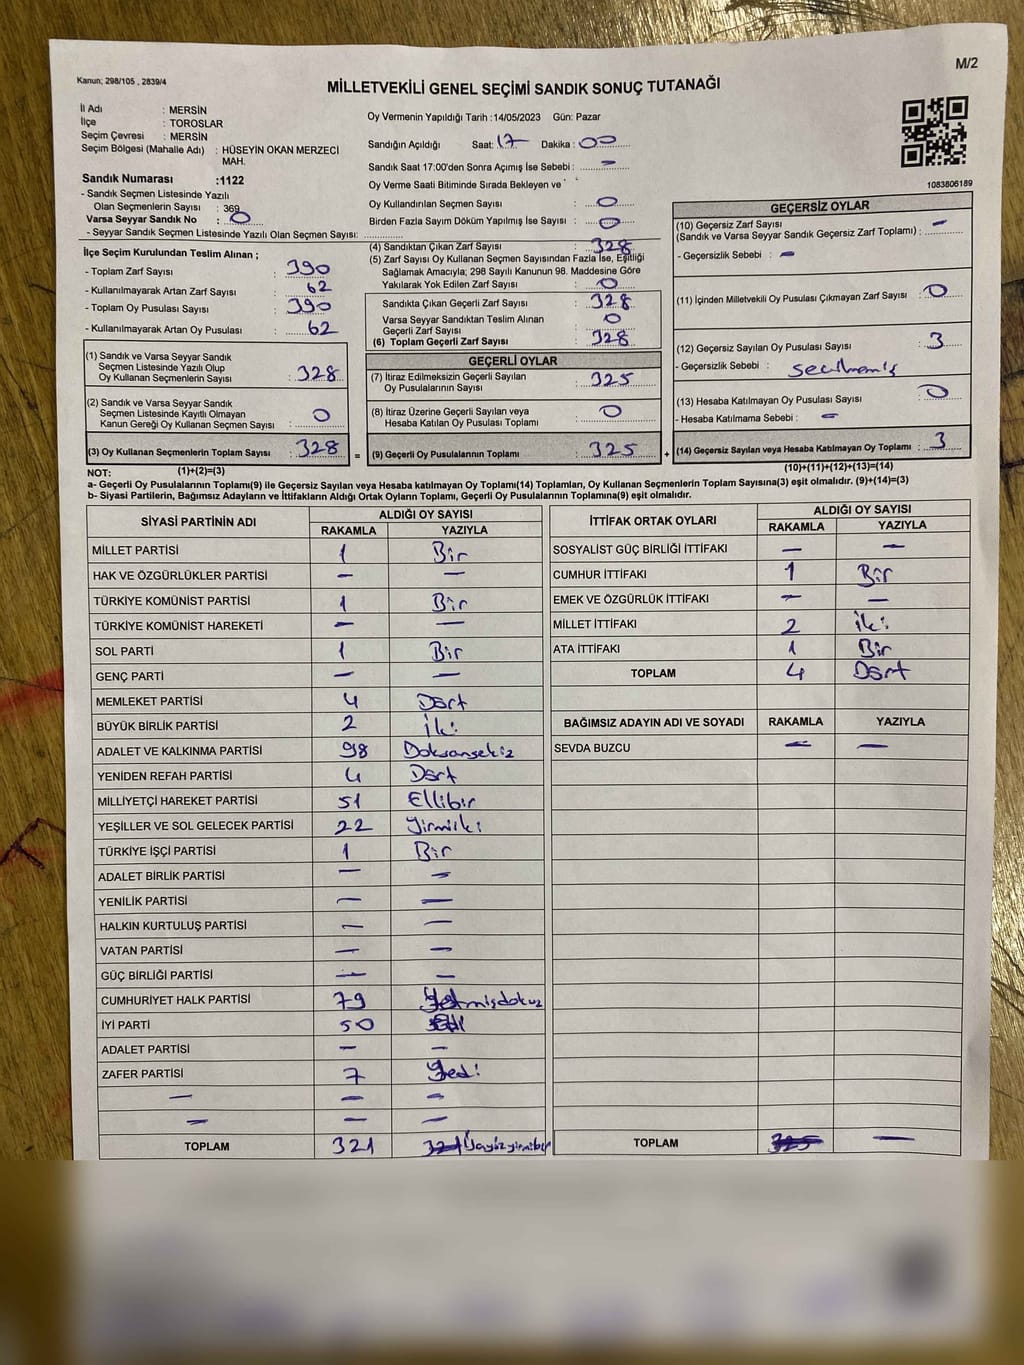 M/2
Kanun; 298/105 , 2839/4
MİLLETVEKİLİ GENEL SEÇİMİ SANDIK SONUÇ TUTANAĞI
İl Adı : MERSİN
İlçe : TOROSLAR
Seçim Çevresi : MERSİN
Seçim Bölgesi (Mahalle Adı) : HÜSEYİN OKAN MERZECİ
MAH.
Sandık Numarası :1122
- Sandık Seçmen Listesinde Yazılı
Olan Seçmenlerin Sayısı : 369
Varsa Seyyar Sandık No : 0
- Seyyar Sandık Seçmen Listesinde Yazılı Olan Seçmen Sayısı:
Oy Vermenin Yapıldığı Tarih :14/05/2023 Gün: Pazar
Sandığın Açıldığı Saat: 17 Dakika : 00
Sandık Saat 17:00'den Sonra Açımış İse Sebebi : -
Oy Verme Saati Bitiminde Sırada Bekleyen ve
Oy Kullandırılan Seçmen Sayısı : 0
Birden Fazla Sayım Döküm Yapılmış İse Sayısı : 0
1083806189
İlçe Seçim Kurulundan Teslim Alınan ;
- Toplam Zarf Sayısı : 390
- Kullanılmayarak Artan Zarf Sayısı : 62
- Toplam Oy Pusulası Sayısı : 390
- Kullanılmayarak Artan Oy Pusulası : 62
(4) Sandıktan Çıkan Zarf Sayısı : 328
(5) Zarf Sayısı Oy Kullanan Seçmen Sayısından Fazla İse, Eşitliği
Sağlamak Amacıyla; 298 Sayılı Kanunun 98. Maddesine Göre
Yakılarak Yok Edilen Zarf Sayısı : 0
Sandıkta Çıkan Geçerli Zarf Sayısı : 328
Varsa Seyyar Sandıktan Teslim Alınan
Geçerli Zarf Sayısı : 0
(6) Toplam Geçerli Zarf Sayısı : 328
GEÇERSİZ OYLAR
(10) Geçersiz Zarf Sayısı
(Sandık ve Varsa Seyyar Sandık Geçersiz Zarf Toplamı) : -
- Geçersizlik Sebebi : -
(11) İçinden Milletvekili Oy Pusulası Çıkmayan Zarf Sayısı : 0
(12) Geçersiz Sayılan Oy Pusulası Sayısı : 3
- Geçersizlik Sebebi : seçilmemiş
(13) Hesaba Katılmayan Oy Pusulası Sayısı : 0
- Hesaba Katılmama Sebebi : -
(14) Geçersiz Sayılan veya Hesaba Katılmayan Oy Toplamı : 3
(1) Sandık ve Varsa Seyyar Sandık
Seçmen Listesinde Yazılı Olup
Oy Kullanan Seçmenlerin Sayısı : 328
(2) Sandık ve Varsa Seyyar Sandık
Seçmen Listesinde Kayıtlı Olmayan
Kanun Gereği Oy Kullanan Seçmen Sayısı : 0
(3) Oy Kullanan Seçmenlerin Toplam Sayısı : 328 =
GEÇERLİ OYLAR
(7) İtiraz Edilmeksizin Geçerli Sayılan
Oy Pusulalarının Sayısı : 325
(8) İtiraz Üzerine Geçerli Sayılan veya
Hesaba Katılan Oy Pusulası Toplamı : 0
(9) Geçerli Oy Pusulalarının Toplamı : 325 +
NOT: (1)+(2)=(3)
(10)+(11)+(12)+(13)=(14)
a- Geçerli Oy Pusulalarının Toplamı(9) ile Geçersiz Sayılan veya Hesaba katılmayan Oy Toplamı(14) Toplamları, Oy Kullanan Seçmenlerin Toplam Sayısına(3) eşit olmalıdır. (9)+(14)=(3)
b- Siyasi Partilerin, Bağımsız Adayların ve İttifakların Aldığı Ortak Oyların Toplamı, Geçerli Oy Pusulalarının Toplamına(9) eşit olmalıdır.
SİYASİ PARTİNİN ADI ALDIĞI OY SAYISI
RAKAMLA YAZIYLA
MİLLET PARTİSİ 1 Bir
HAK VE ÖZGÜRLÜKLER PARTİSİ - -
TÜRKİYE KOMÜNİST PARTİSİ 1 Bir
TÜRKİYE KOMÜNİST HAREKETİ - -
SOL PARTİ 1 Bir
GENÇ PARTİ - -
MEMLEKET PARTİSİ 4 Dört
BÜYÜK BİRLİK PARTİSİ 2 İki
ADALET VE KALKINMA PARTİSİ 98 Doksansekiz
YENİDEN REFAH PARTİSİ 4 Dört
MİLLİYETÇİ HAREKET PARTİSİ 51 Ellibir
YEŞİLLER VE SOL GELECEK PARTİSİ 22 Yirmiiki
TÜRKİYE İŞÇİ PARTİSİ 1 Bir
ADALET BİRLİK PARTİSİ - -
YENİLİK PARTİSİ - -
HALKIN KURTULUŞ PARTİSİ - -
VATAN PARTİSİ - -
GÜÇ BİRLİĞİ PARTİSİ - -
CUMHURİYET HALK PARTİSİ 79 Yetmişdokuz
İYİ PARTİ 50
ADALET PARTİSİ - -
ZAFER PARTİSİ 7 Yedi
- - -
- - -
TOPLAM 321 321 Üçyüzyirmibir
İTTİFAK ORTAK OYLARI ALDIĞI OY SAYISI
RAKAMLA YAZIYLA
SOSYALİST GÜÇ BİRLİĞİ İTTİFAKI - -
CUMHUR İTTİFAKI 1 Bir
EMEK VE ÖZGÜRLÜK İTTİFAKI - -
MİLLET İTTİFAKI 2 iki
ATA İTTİFAKI 1 Bir
TOPLAM 4 Dört
BAĞIMSIZ ADAYIN ADI VE SOYADI RAKAMLA YAZIYLA
SEVDA BUZCU - -
TOPLAM 325 -